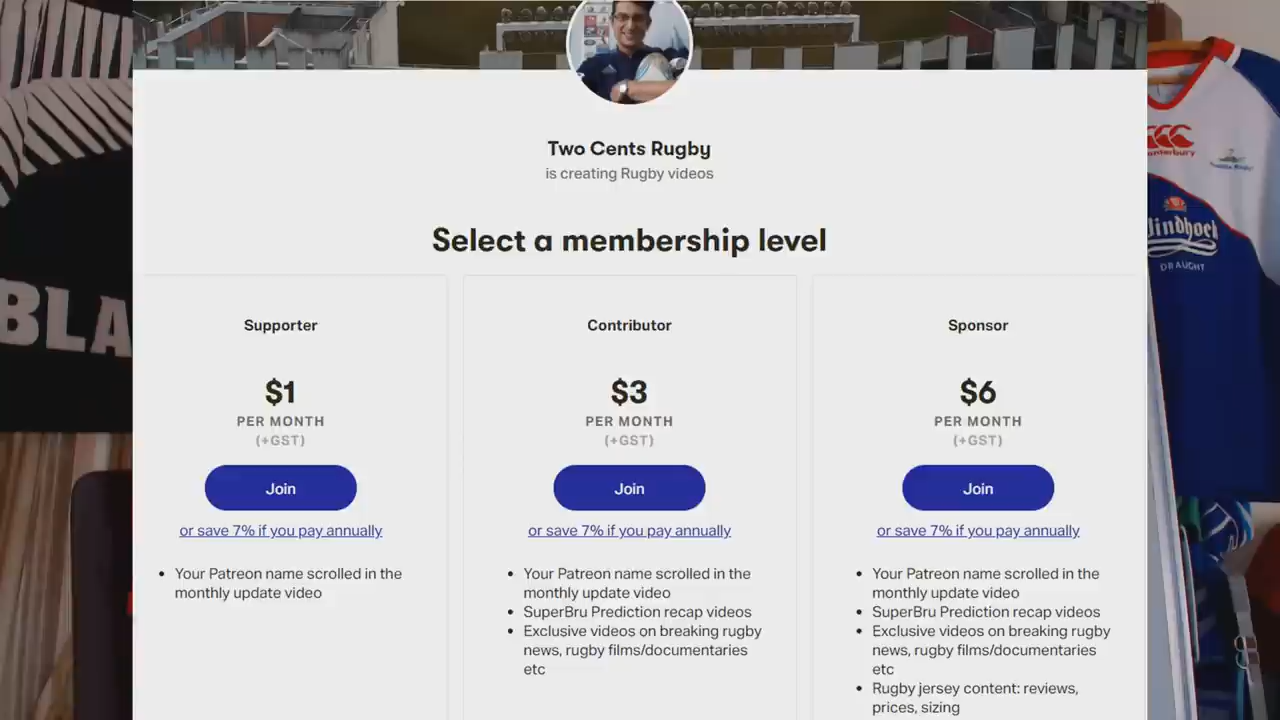 Two Cents Rugby
is creating Rugby videos
Select a membership level
Supporter
$1
PER MONTH
(+GST)
Join
or save 7% if you pay annually
• Your Patreon name scrolled in the
monthly update video
Contributor
$3
PER MONTH
(+GST)
Join
or save 7% if you pay annually
• Your Patreon name scrolled in the
monthly update video
• SuperBru Prediction recap videos
• Exclusive videos on breaking rugby
news, rugby films/documentaries
etc
Sponsor
$6
PER MONTH
(+GST)
Join
or save 7% if you pay annually
• Your Patreon name scrolled in the
monthly update video
• SuperBru Prediction recap videos
• Exclusive videos on breaking rugby
news, rugby films/documentaries
etc
• Rugby jersey content: reviews,
prices, sizing
BLA
anterbury
Windhoek
DRAUGHT